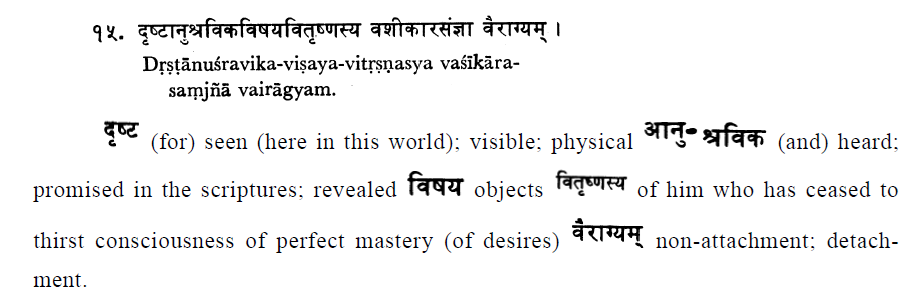 १५. दृष्टानुश्रविकविषयवितृष्णस्य वशीकारसंज्ञा वैराग्यम् ।
Dṛṣṭānuśravika-viṣaya-vitṛṣṇasya vaśīkāra-
saṃjñā vairāgyam.
दृष्ट (for) seen (here in this world); visible; physical आनु-श्रविक (and) heard;
promised in the scriptures; revealed विषय objects वितृष्णस्य of him who has ceased to
thirst consciousness of perfect mastery (of desires) वैराग्यम् non-attachment; detach-
ment.